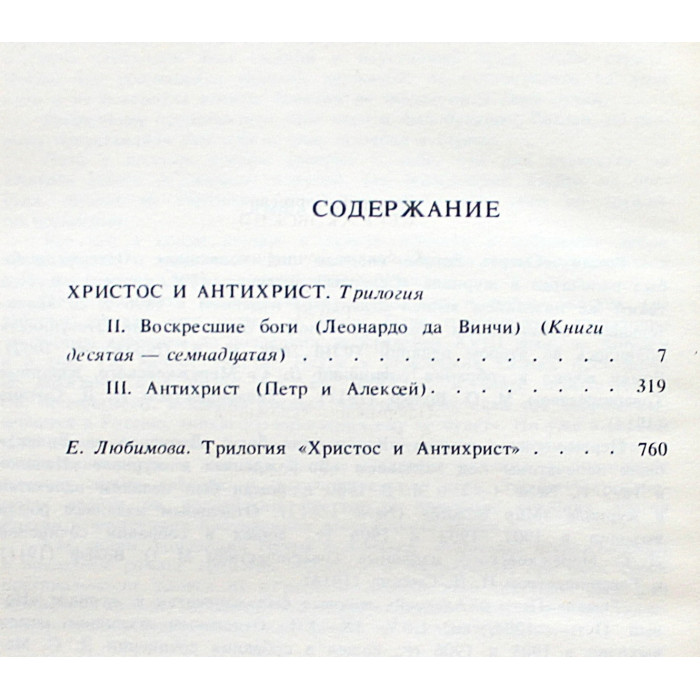 СОДЕРЖАНИЕ
ХРИСТОС И АНТИХРИСТ. Трилогия
II. Воскресшие боги (Леонардо да Винчи) (Книги
десятая — семнадцатая) . . . . . . . . . . . . . . 7
III. Антихрист (Петр и Алексей) . . . . . . . . 319
Е. Любимова. Трилогия «Христос и Антихрист» . . . . 760